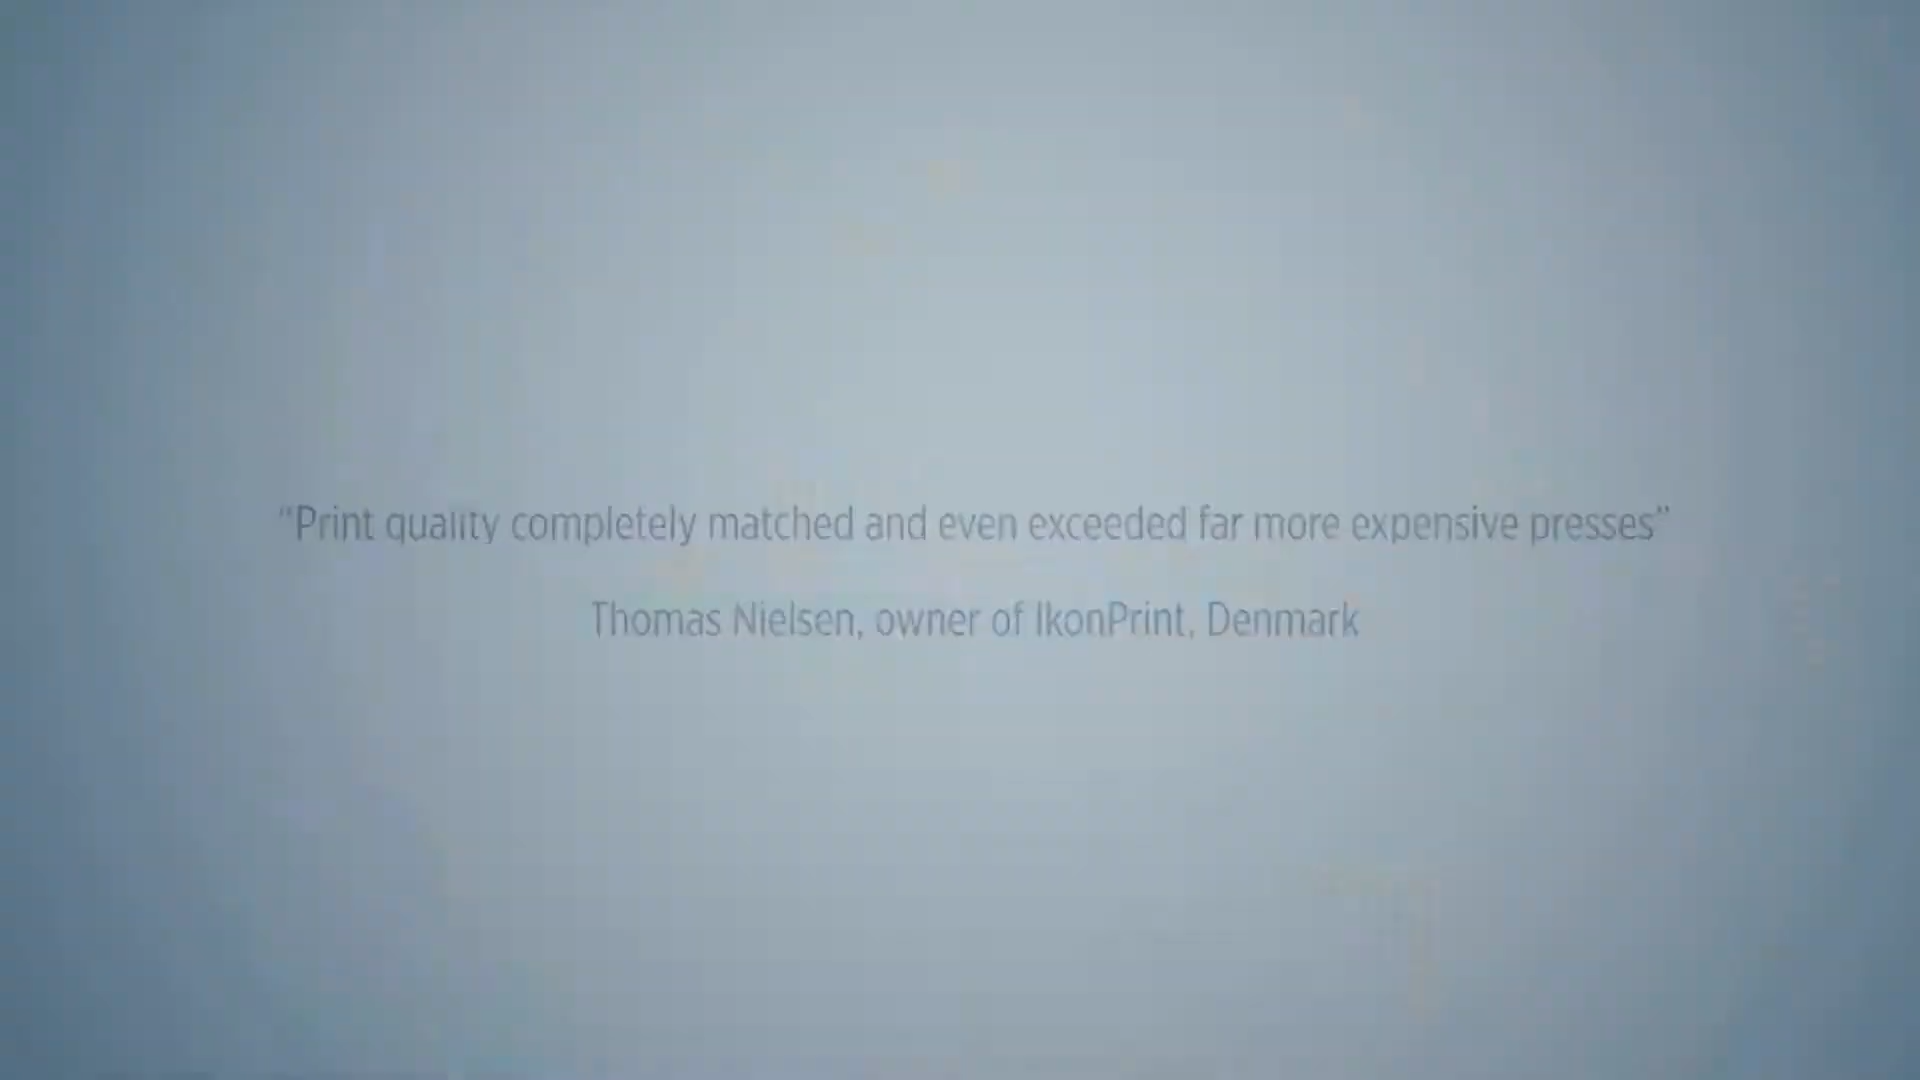 “Print quality completely matched and even exceeded far more expensive presses”
Thomas Nielsen, owner of IkonPrint, Denmark